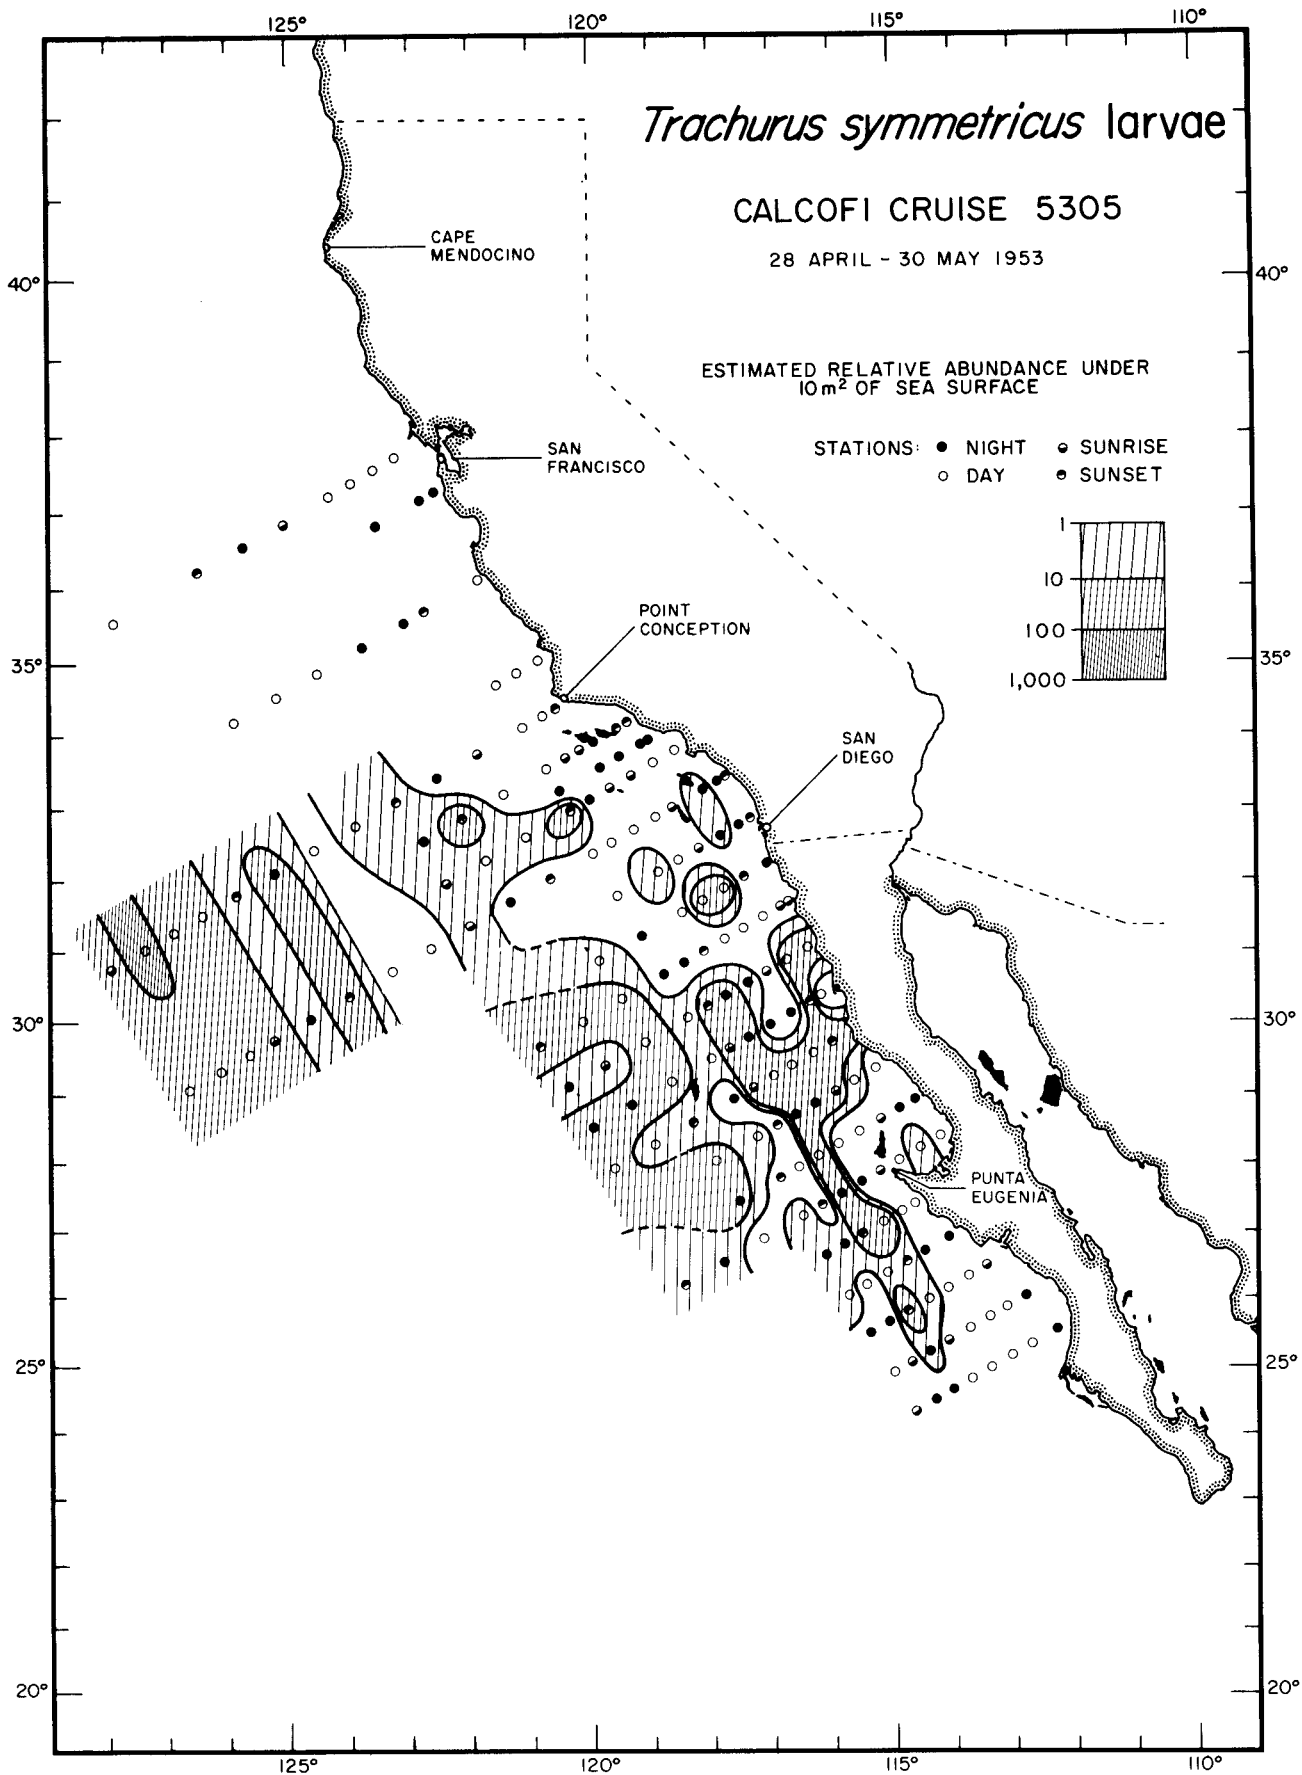 125°
120°
115°
110°
Trachurus symmetricus larvae
CALCOFI CRUISE 5305
28 APRIL – 30 MAY 1953
CAPE
MENDOCINO
40°
40°
ESTIMATED RELATIVE ABUNDANCE UNDER
10m² OF SEA SURFACE
STATIONS: ● NIGHT ◒ SUNRISE
○ DAY ◓ SUNSET
SAN
FRANCISCO
1
10
100
1,000
POINT
CONCEPTION
35°
35°
SAN
DIEGO
30°
30°
PUNTA
EUGENIA
25°
25°
20°
20°
125°
120°
115°
110°